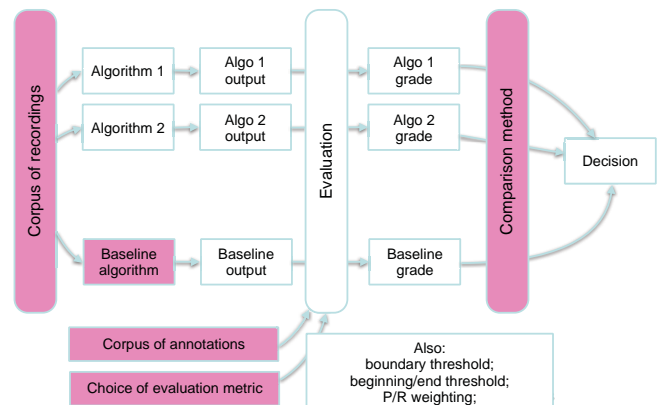 Corpus of recordings
Algorithm 1
Algo 1
output
Algo 1
grade
Algorithm 2
Algo 2
output
Algo 2
grade
Evaluation
Comparison method
Decision
Baseline
algorithm
Baseline
output
Baseline
grade
Corpus of annotations
Choice of evaluation metric
Also:
boundary threshold;
beginning/end threshold;
P/R weighting;